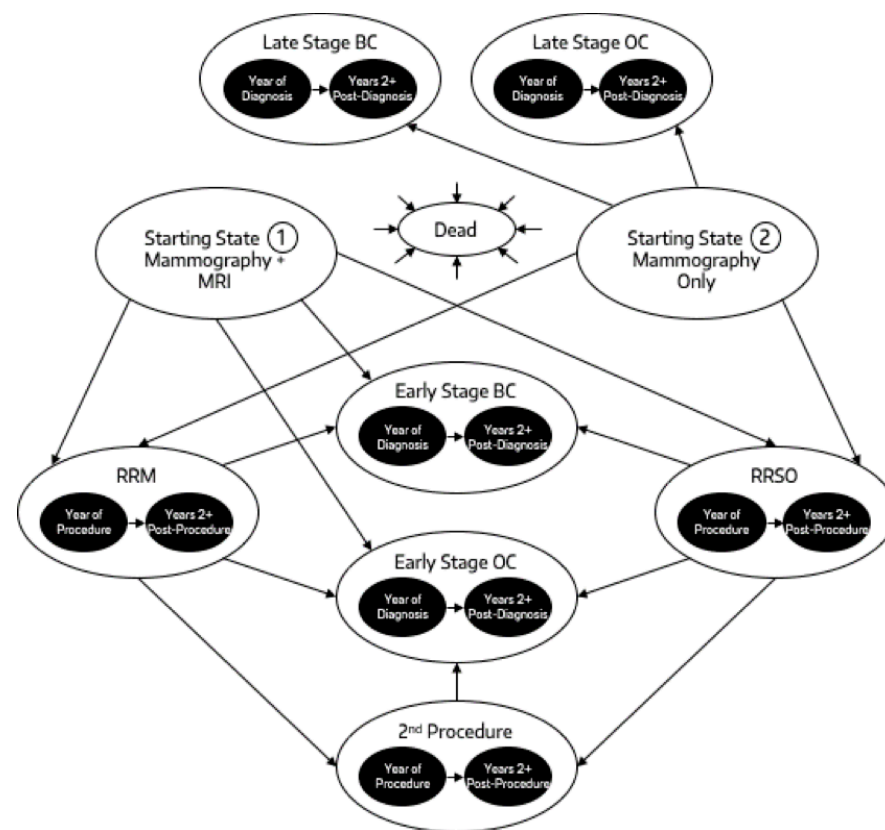 Late Stage BC
Year of
Diagnosis
Years 2+
Post-Diagnosis
Late Stage OC
Year of
Diagnosis
Years 2+
Post-Diagnosis
Starting State 1
Mammography +
MRI
Dead
Starting State 2
Mammography
Only
Early Stage BC
Year of
Diagnosis
Years 2+
Post-Diagnosis
RRM
Year of
Procedure
Years 2+
Post-Procedure
RRSO
Year of
Procedure
Years 2+
Post-Procedure
Early Stage OC
Year of
Diagnosis
Years 2+
Post-Diagnosis
2nd Procedure
Year of
Procedure
Years 2+
Post-Procedure